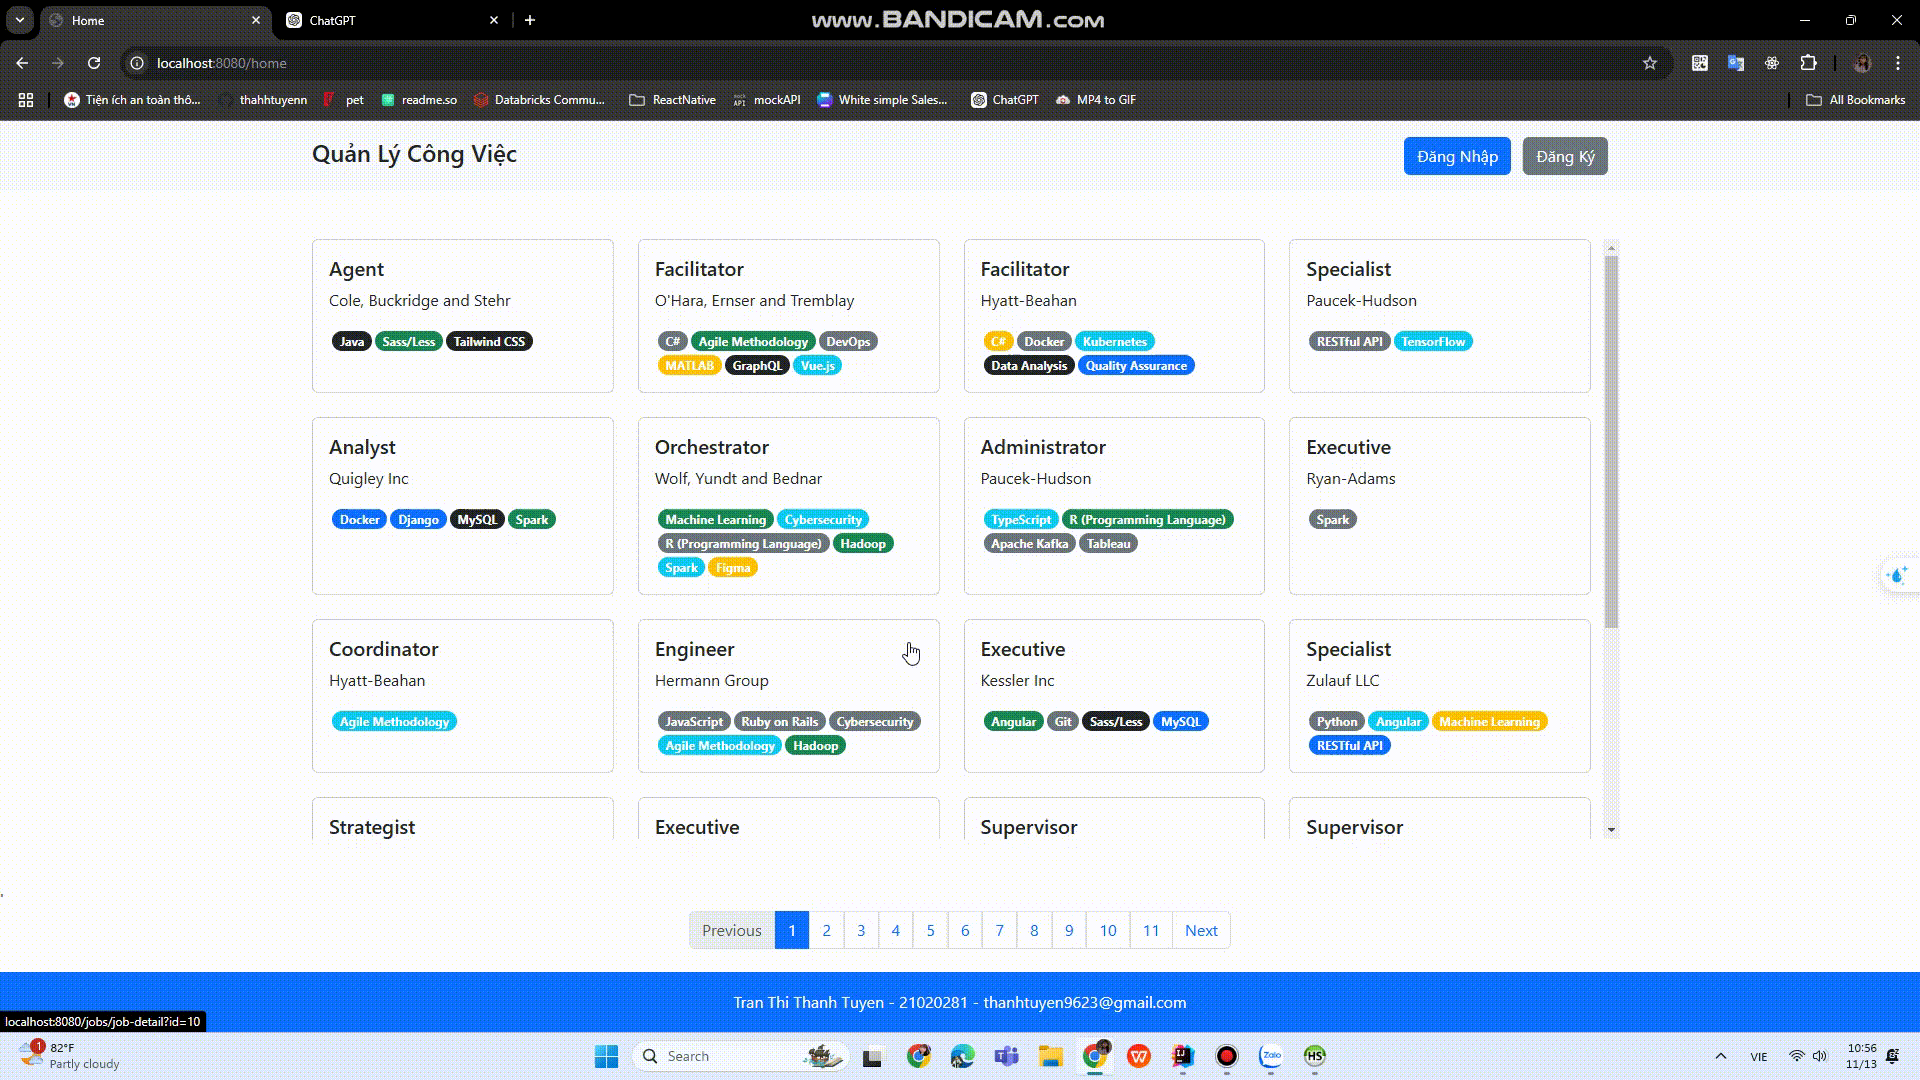 Home
ChatGPT
www.BANDICAM.com
localhost:8080/home
Tiện ích an toàn thô...
thahhtuyenn
pet
readme.so
Databricks Commu...
ReactNative
mockAPI
White simple Sales...
ChatGPT
MP4 to GIF
All Bookmarks
Quản Lý Công Việc
Đăng Nhập
Đăng Ký
Agent
Cole, Buckridge and Stehr
Java Sass/Less Tailwind CSS
Facilitator
O'Hara, Ernser and Tremblay
C# Agile Methodology DevOps
MATLAB GraphQL Vue.js
Facilitator
Hyatt-Beahan
C# Docker Kubernetes
Data Analysis Quality Assurance
Specialist
Paucek-Hudson
RESTful API TensorFlow
Analyst
Quigley Inc
Docker Django MySQL Spark
Orchestrator
Wolf, Yundt and Bednar
Machine Learning Cybersecurity
R (Programming Language) Hadoop
Spark Figma
Administrator
Paucek-Hudson
TypeScript R (Programming Language)
Apache Kafka Tableau
Executive
Ryan-Adams
Spark
Coordinator
Hyatt-Beahan
Agile Methodology
Engineer
Hermann Group
JavaScript Ruby on Rails Cybersecurity
Agile Methodology Hadoop
Executive
Kessler Inc
Angular Git Sass/Less MySQL
Specialist
Zulauf LLC
Python Angular Machine Learning
RESTful API
Strategist
Executive
Supervisor
Supervisor
Previous 1 2 3 4 5 6 7 8 9 10 11 Next
Tran Thi Thanh Tuyen - 21020281 - thanhtuyen9623@gmail.com
localhost:8080/jobs/job-detail?id=10
1
82°F
Partly cloudy
Search
Zalo
HS
VIE
10:56
11/13